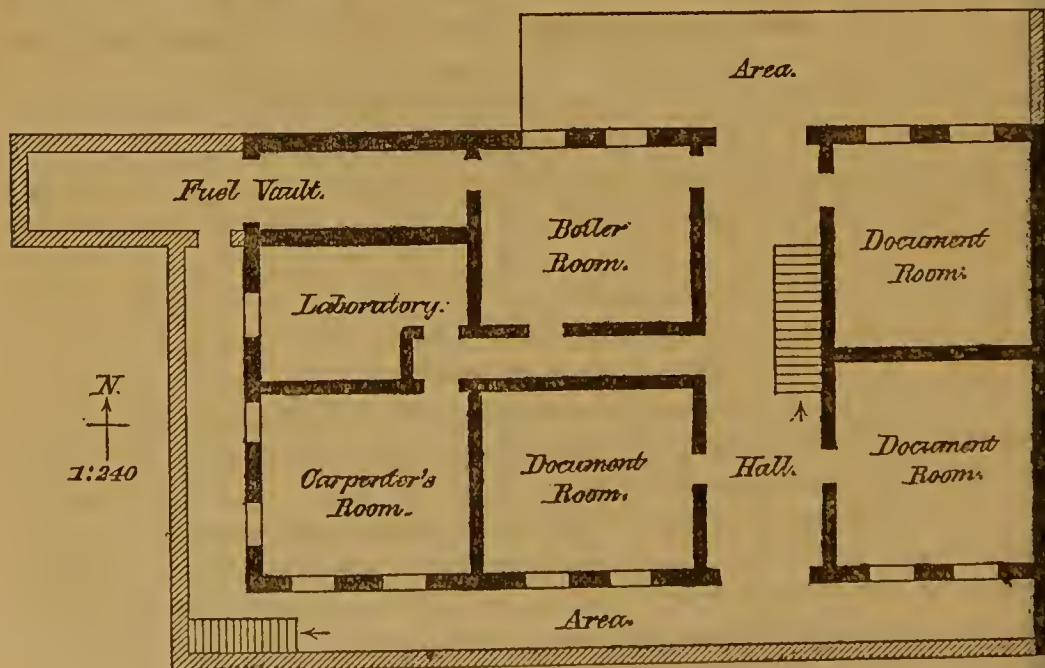 Area.
Fuel Vault.
Boiler
Room.
Document
Room.
Laboratory.
N.
1:240
Carpenter's
Room.
Document
Room.
Hall.
Document
Room.
Area.